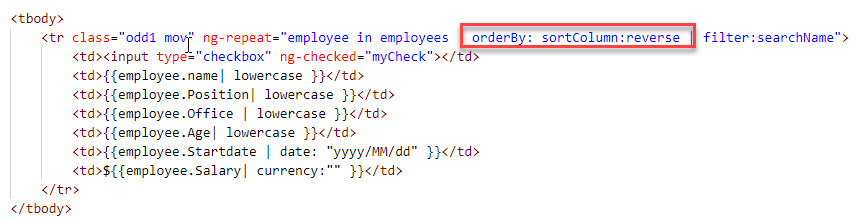 <tbody>
<tr class="odd1 mov" ng-repeat="employee in employees orderBy: sortColumn:reverse | filter:searchName">
<td><input type="checkbox" ng-checked="myCheck"></td>
<td>{{employee.name| lowercase }}</td>
<td>{{employee.Position| lowercase }}</td>
<td>{{employee.Office | lowercase }}</td>
<td>{{employee.Age| lowercase }}</td>
<td>{{employee.Startdate | date: "yyyy/MM/dd" }}</td>
<td>${{employee.Salary| currency:"" }}</td>
</tr>
</tbody>